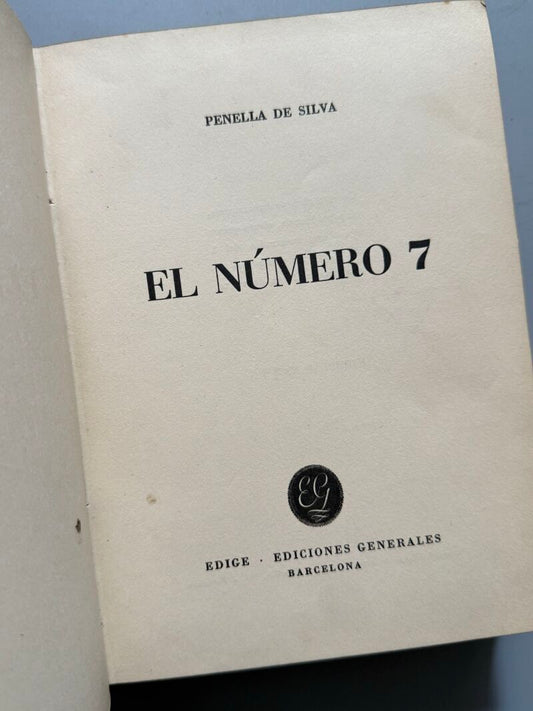 PENELLA DE SILVA
EL NÚMERO 7
EG
EDIGE · EDICIONES GENERALES
BARCELONA